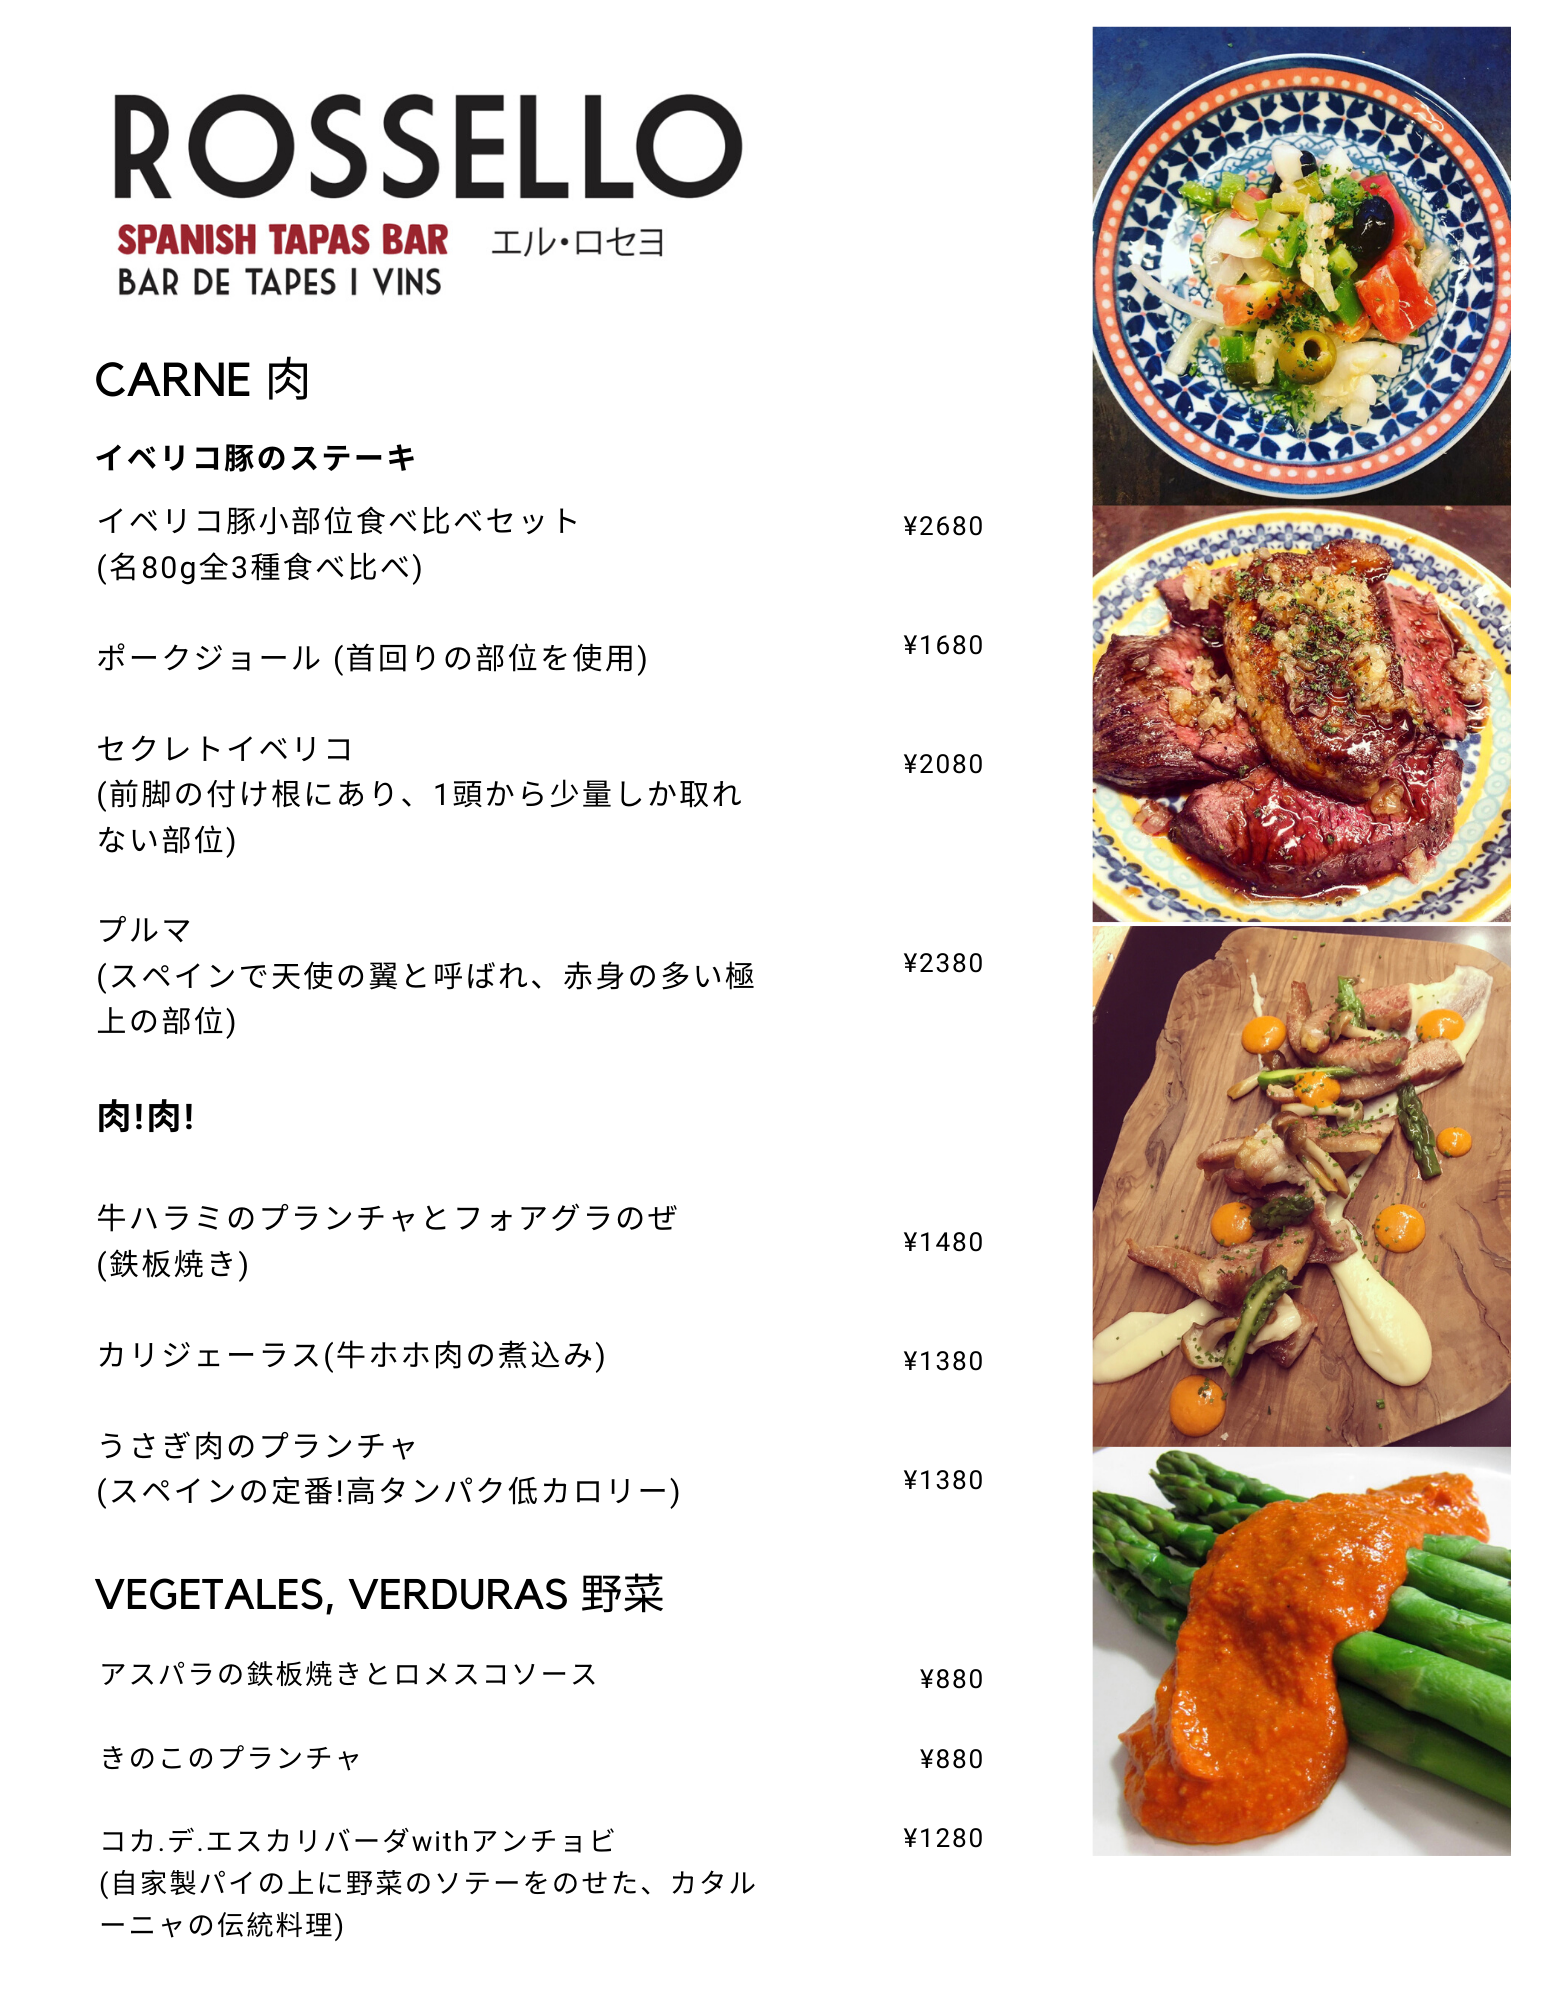 ROSSELLO
SPANISH TAPAS BAR エル・ロセヨ
BAR DE TAPES I VINS
CARNE 肉
イベリコ豚のステーキ
イベリコ豚小部位食べ比べセット ¥2680
(名80g全3種食べ比べ)
ポークジョール (首回りの部位を使用) ¥1680
セクレトイベリコ ¥2080
(前脚の付け根にあり、1頭から少量しか取れ
ない部位)
プルマ
(スペインで天使の翼と呼ばれ、赤身の多い極 ¥2380
上の部位)
肉!肉!
牛ハラミのプランチャとフォアグラのぜ ¥1480
(鉄板焼き)
カリジェーラス(牛ホホ肉の煮込み) ¥1380
うさぎ肉のプランチャ
(スペインの定番!高タンパク低カロリー) ¥1380
VEGETALES, VERDURAS 野菜
アスパラの鉄板焼きとロメスコソース ¥880
きのこのプランチャ ¥880
コカ.デ.エスカリバーダwithアンチョビ ¥1280
(自家製パイの上に野菜のソテーをのせた、カタル
ーニャの伝統料理)